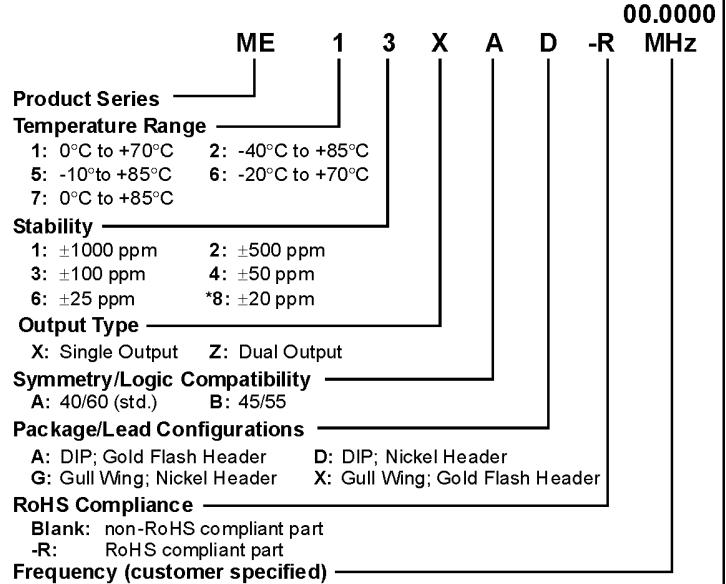 00.0000
ME 1 3 X A D -R MHz
Product Series
Temperature Range
1: 0°C to +70°C 2: -40°C to +85°C
5: -10°to +85°C 6: -20°C to +70°C
7: 0°C to +85°C
Stability
1: ±1000 ppm 2: ±500 ppm
3: ±100 ppm 4: ±50 ppm
6: ±25 ppm *8: ±20 ppm
Output Type
X: Single Output Z: Dual Output
Symmetry/Logic Compatibility
A: 40/60 (std.) B: 45/55
Package/Lead Configurations
A: DIP; Gold Flash Header D: DIP; Nickel Header
G: Gull Wing; Nickel Header X: Gull Wing; Gold Flash Header
RoHS Compliance
Blank: non-RoHS compliant part
-R: RoHS compliant part
Frequency (customer specified)